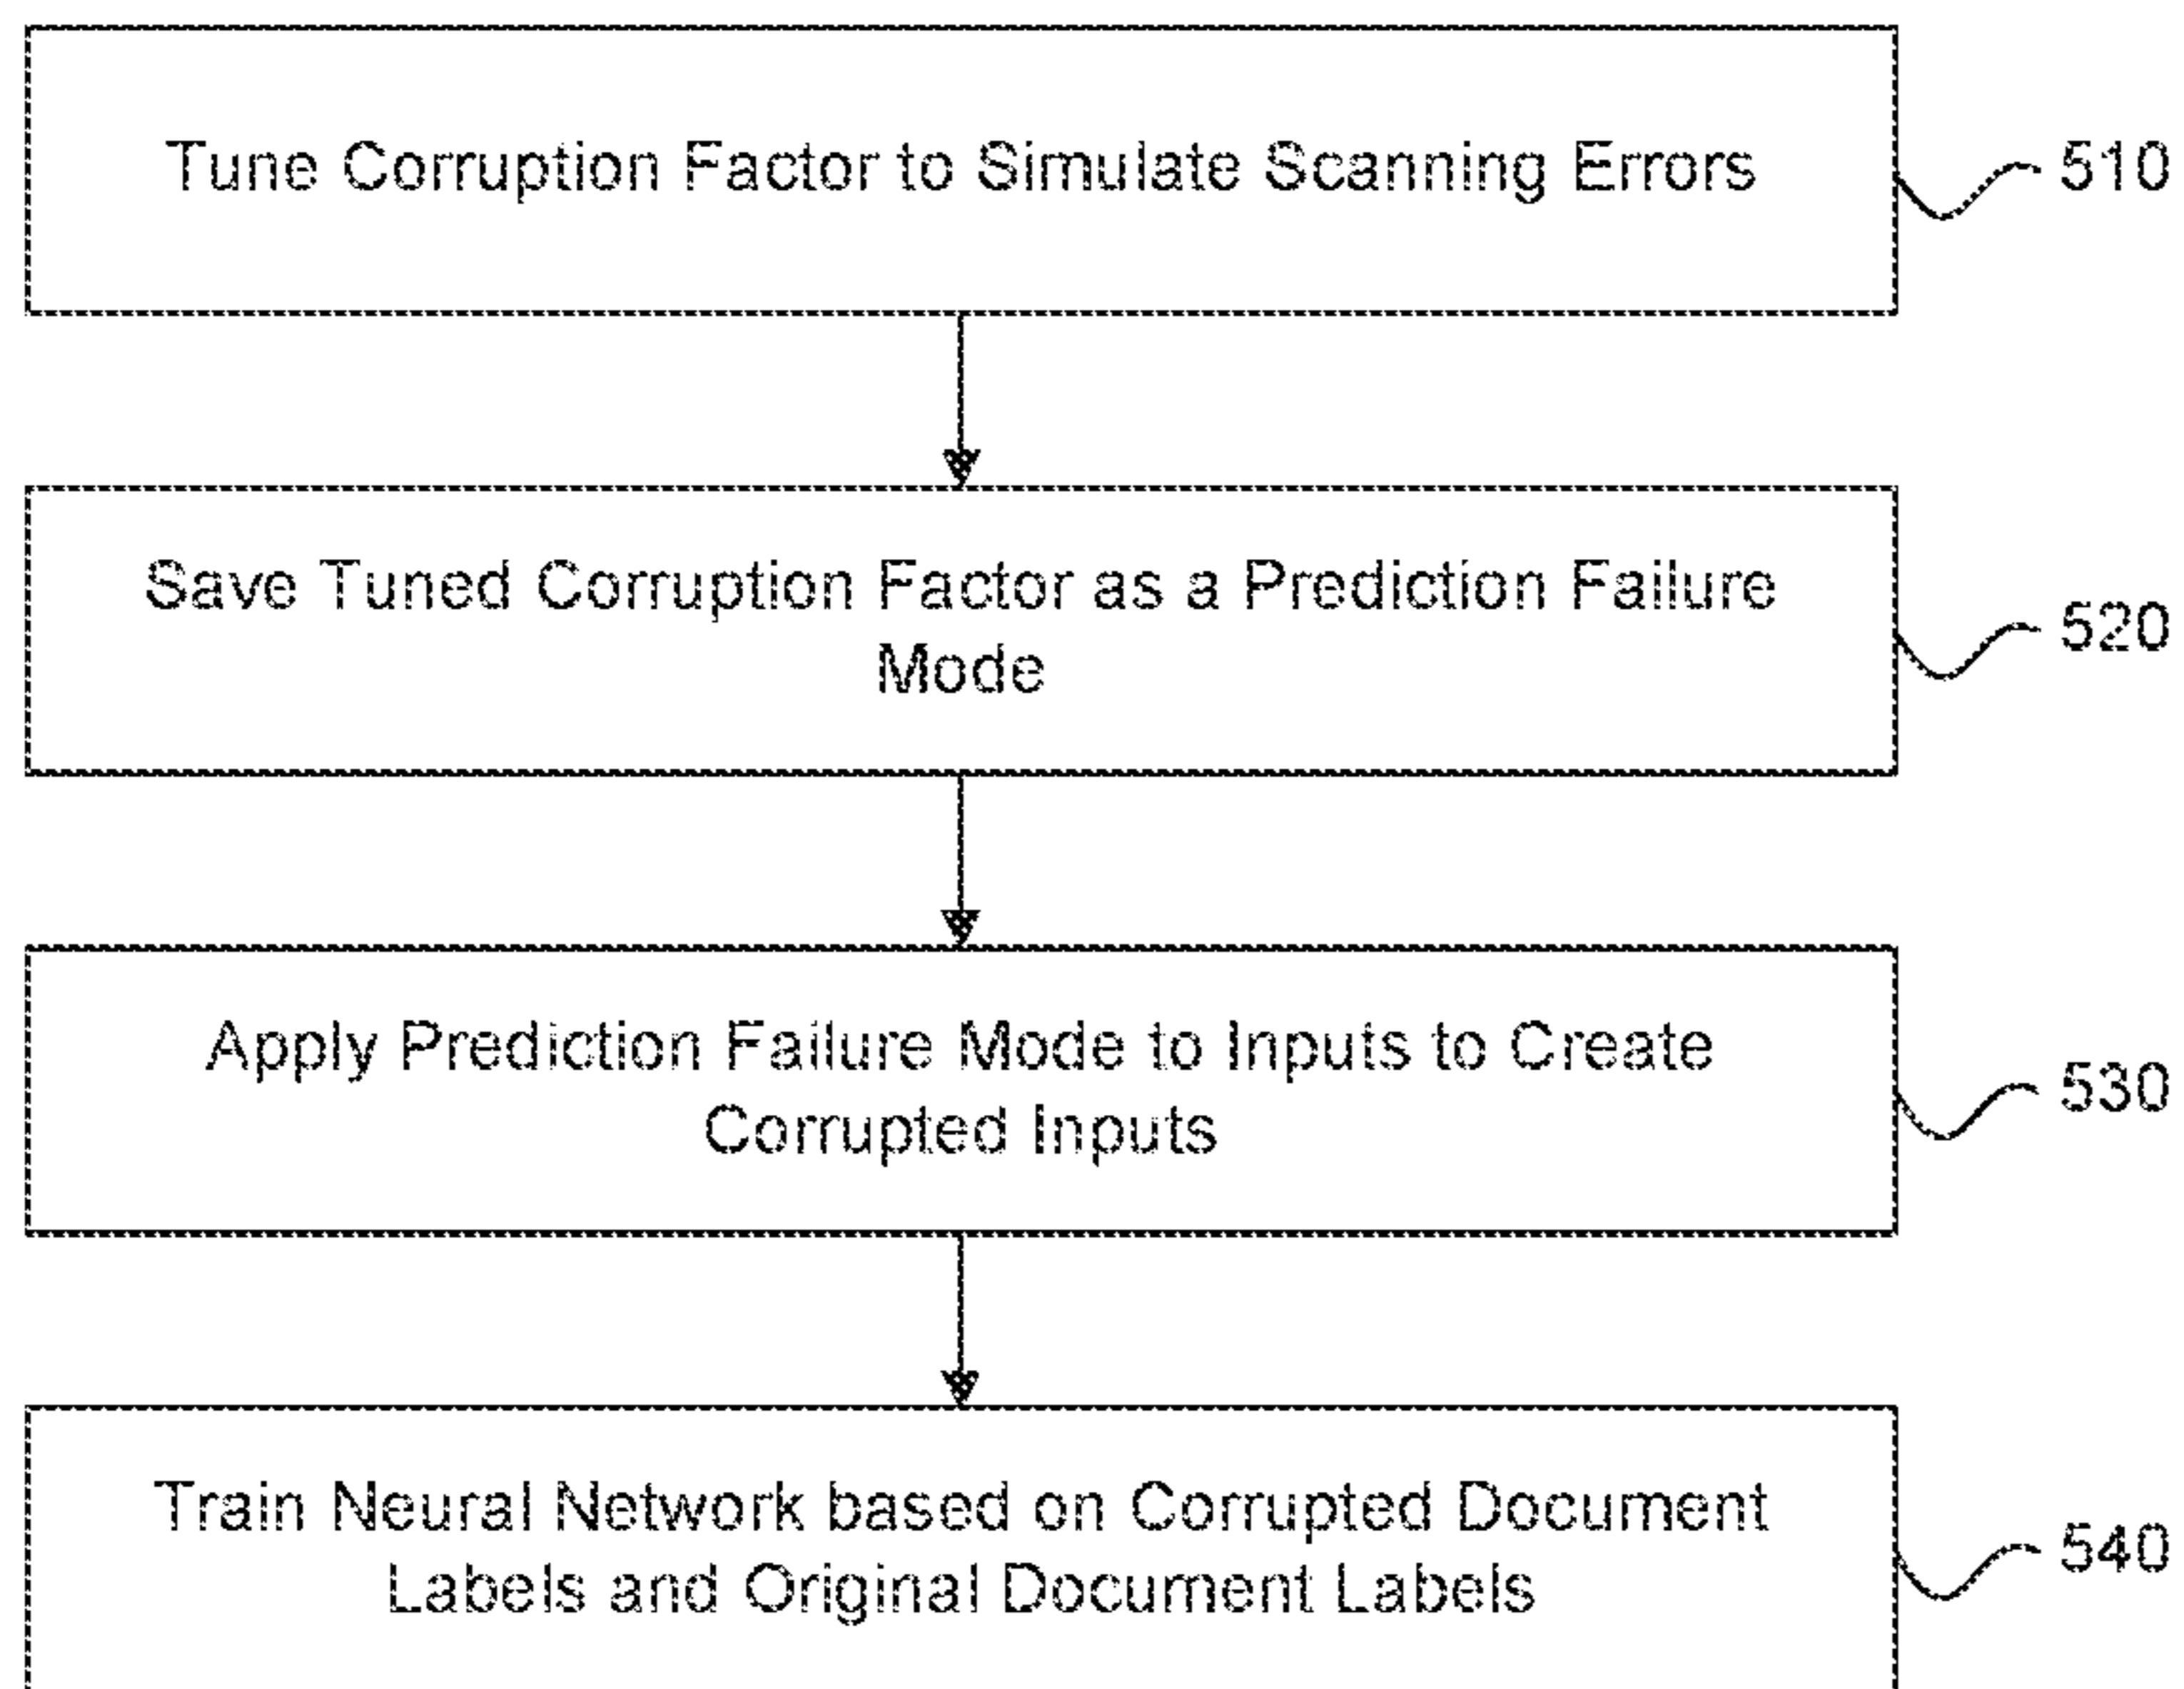 Tune Corruption Factor to Simulate Scanning Errors
510
Save Tuned Corruption Factor as a Prediction Failure
Mode
520
Apply Prediction Failure Mode to Inputs to Create
Corrupted Inputs
530
Train Neural Network based on Corrupted Document
Labels and Original Document Labels
540